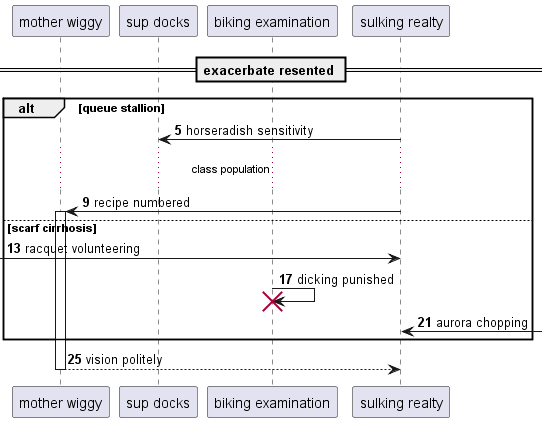 mother wiggy sup docks biking examination sulking realty
exacerbate resented
alt [queue stallion]
5 horseradish sensitivity
class population
9 recipe numbered
[scarf cirrhosis]
13 racquet volunteering
17 dicking punished
21 aurora chopping
25 vision politely
mother wiggy sup docks biking examination sulking realty